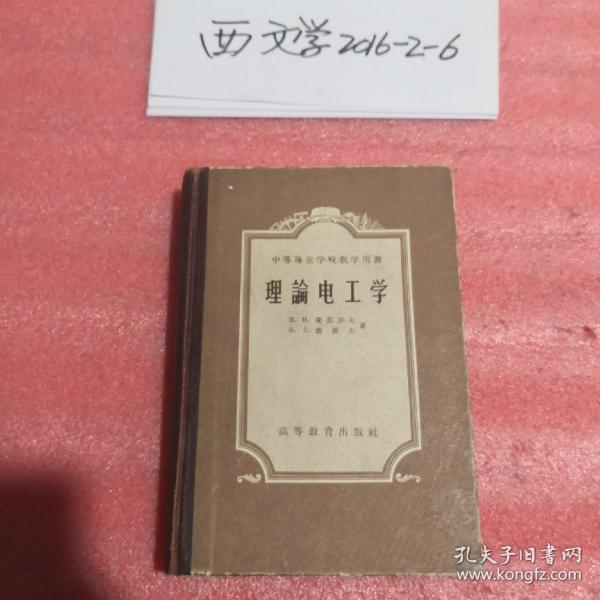 西文学2016-2-6
中等專业学校教学用書
理論电工学
著
高等教育出版社
孔夫子旧书网
www.kongfz.com